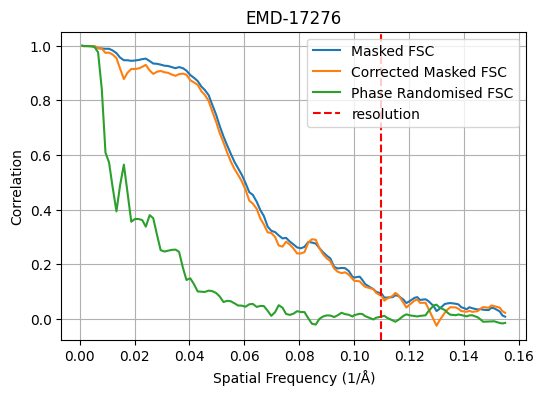 EMD-17276
1.0
0.8
0.6
0.4
0.2
0.0
Correlation
Masked FSC
Corrected Masked FSC
Phase Randomised FSC
resolution
0.00 0.02 0.04 0.06 0.08 0.10 0.12 0.14 0.16
Spatial Frequency (1/Å)